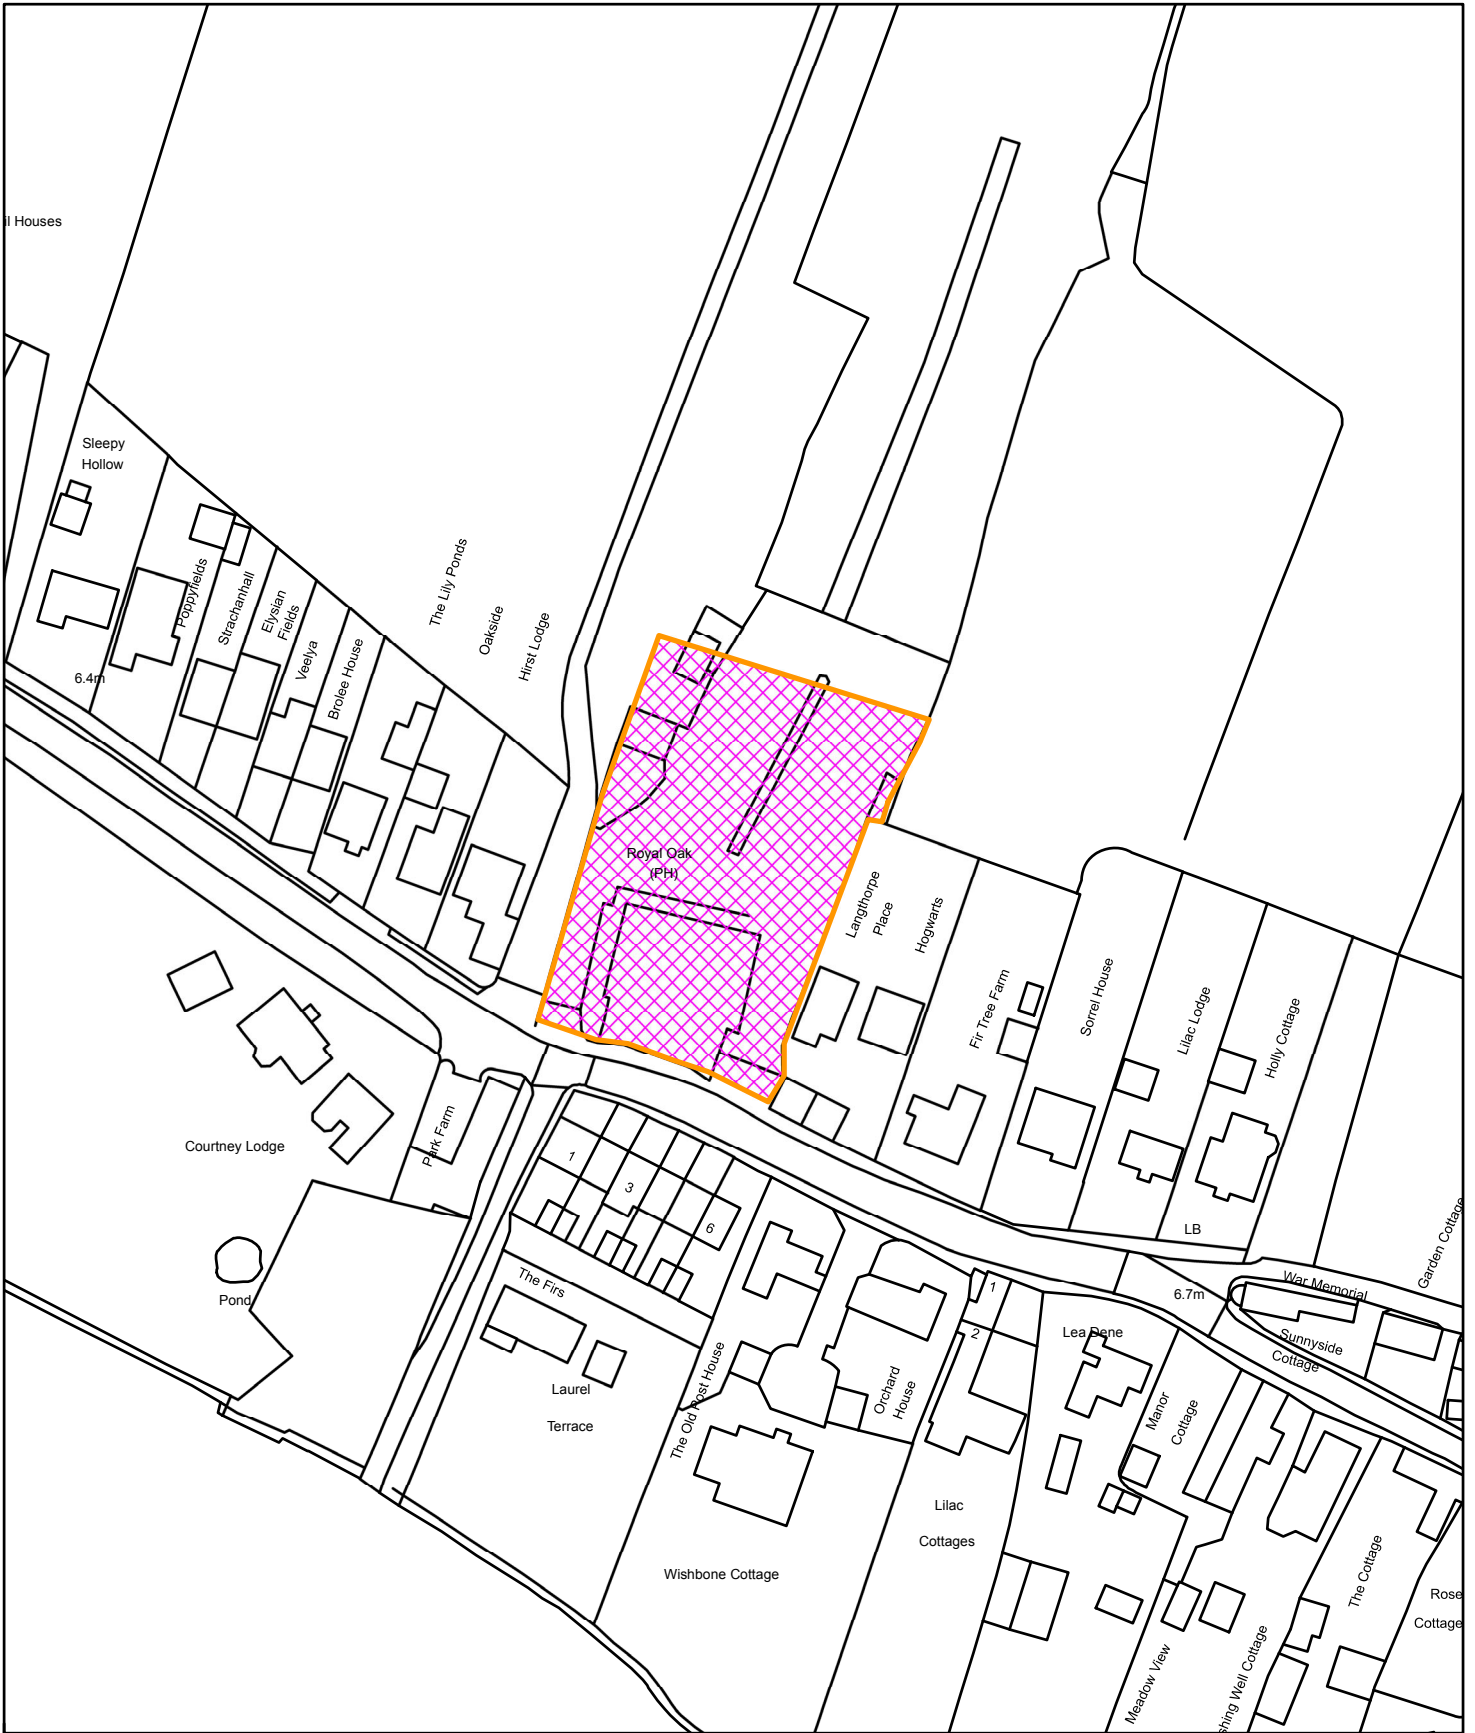 il Houses
Sleepy
Hollow
Poppyfields
Strachanhall
Elysian
Fields
Veelya
Brolee House
The Lily Ponds
Oakside
Hirst Lodge
6.4m
Royal Oak
(PH)
Langthorpe
Place
Hogwarts
Fir Tree Farm
Sorrel House
Lilac Lodge
Holly Cottage
Garden Cottage
Courtney Lodge
Park Farm
Pond
1
3
6
The Firs
Laurel
Terrace
The Old Post House
Orchard
House
1
2
Lea Dene
LB
6.7m
War Memorial
Sunnyside
Cottage
Manor
Cottage
Lilac
Cottages
Wishbone Cottage
Meadow View
shing Well Cottage
The Cottage
Rose
Cottage